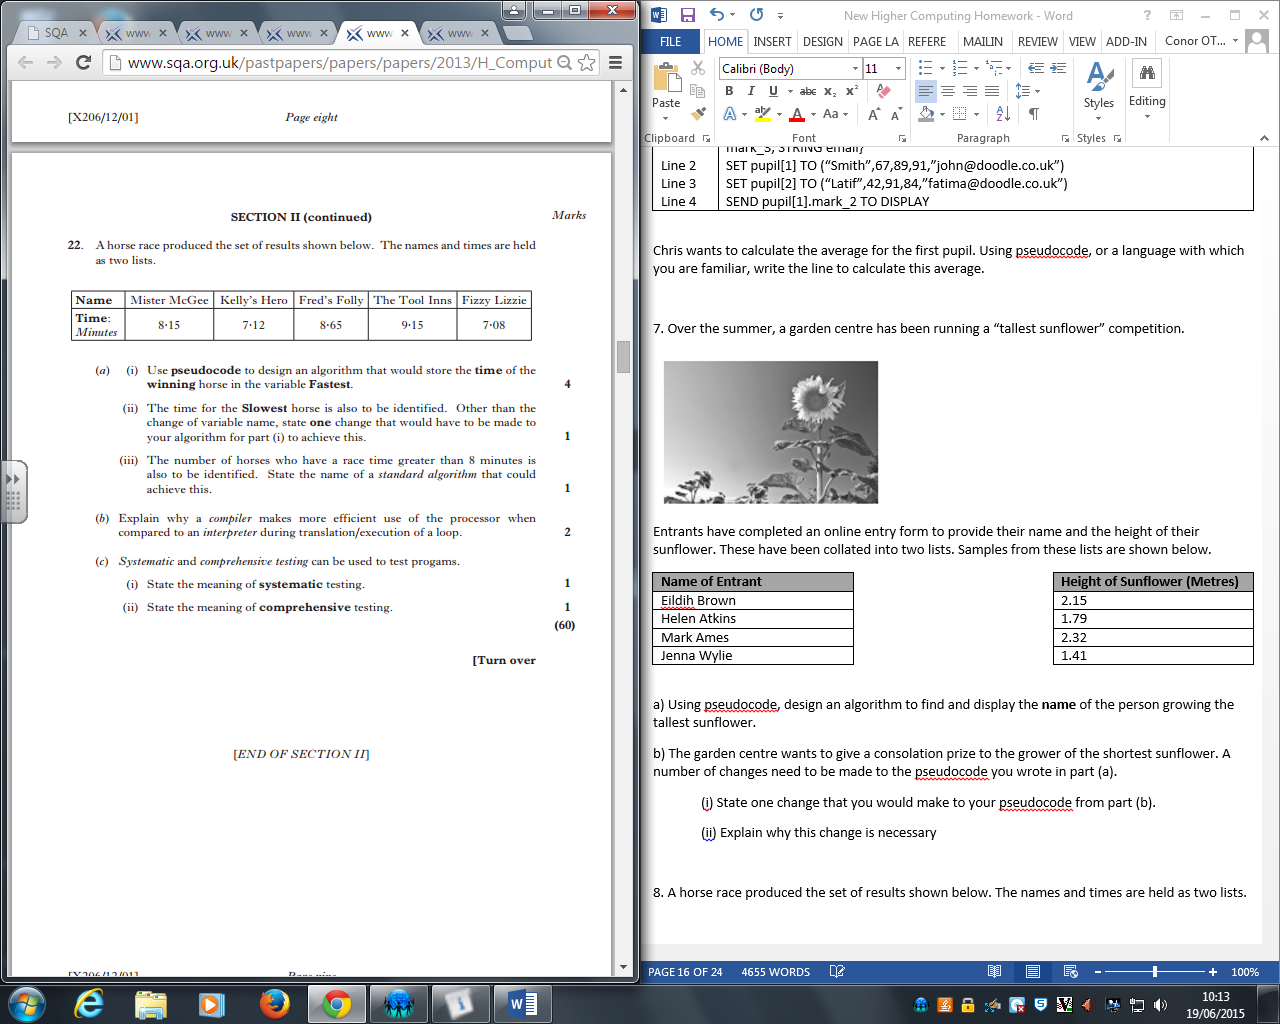 SQA
www
www
www
www
www
www.sqa.org.uk/pastpapers/papers/papers/2013/H_Comput
[X206/12/01]
Page eight
SECTION II (continued)
Marks
22. A horse race produced the set of results shown below. The names and times are held
as two lists.
Name Mister McGee Kelly's Hero Fred's Folly The Tool Inns Fizzy Lizzie
Time:
Minutes 8·15 7·12 8·65 9·15 7·08
(a) (i) Use pseudocode to design an algorithm that would store the time of the
winning horse in the variable Fastest. 4
(ii) The time for the Slowest horse is also to be identified. Other than the
change of variable name, state one change that would have to be made to
your algorithm for part (i) to achieve this. 1
(iii) The number of horses who have a race time greater than 8 minutes is
also to be identified. State the name of a standard algorithm that could
achieve this. 1
(b) Explain why a compiler makes more efficient use of the processor when
compared to an interpreter during translation/execution of a loop. 2
(c) Systematic and comprehensive testing can be used to test progams.
(i) State the meaning of systematic testing. 1
(ii) State the meaning of comprehensive testing. 1
(60)
[Turn over
[END OF SECTION II]
[X206/12/01]
Page nine
New Higher Computing Homework - Word
FILE HOME INSERT DESIGN PAGE LA REFERE MAILIN REVIEW VIEW ADD-IN Conor OT...
Calibri (Body) 11
Paste
Styles
Editing
Clipboard Font Paragraph Styles
mark_3, STRING email}
Line 2 SET pupil[1] TO (“Smith”,67,89,91,”john@doodle.co.uk”)
Line 3 SET pupil[2] TO (“Latif”,42,91,84,”fatima@doodle.co.uk”)
Line 4 SEND pupil[1].mark_2 TO DISPLAY
Chris wants to calculate the average for the first pupil. Using pseudocode, or a language with which
you are familiar, write the line to calculate this average.
7. Over the summer, a garden centre has been running a “tallest sunflower” competition.
Entrants have completed an online entry form to provide their name and the height of their
sunflower. These have been collated into two lists. Samples from these lists are shown below.
Name of Entrant Height of Sunflower (Metres)
Eildih Brown 2.15
Helen Atkins 1.79
Mark Ames 2.32
Jenna Wylie 1.41
a) Using pseudocode, design an algorithm to find and display the name of the person growing the
tallest sunflower.
b) The garden centre wants to give a consolation prize to the grower of the shortest sunflower. A
number of changes need to be made to the pseudocode you wrote in part (a).
(i) State one change that you would make to your pseudocode from part (b).
(ii) Explain why this change is necessary
8. A horse race produced the set of results shown below. The names and times are held as two lists.
PAGE 16 OF 24 4655 WORDS 100%
10:13
19/06/2015